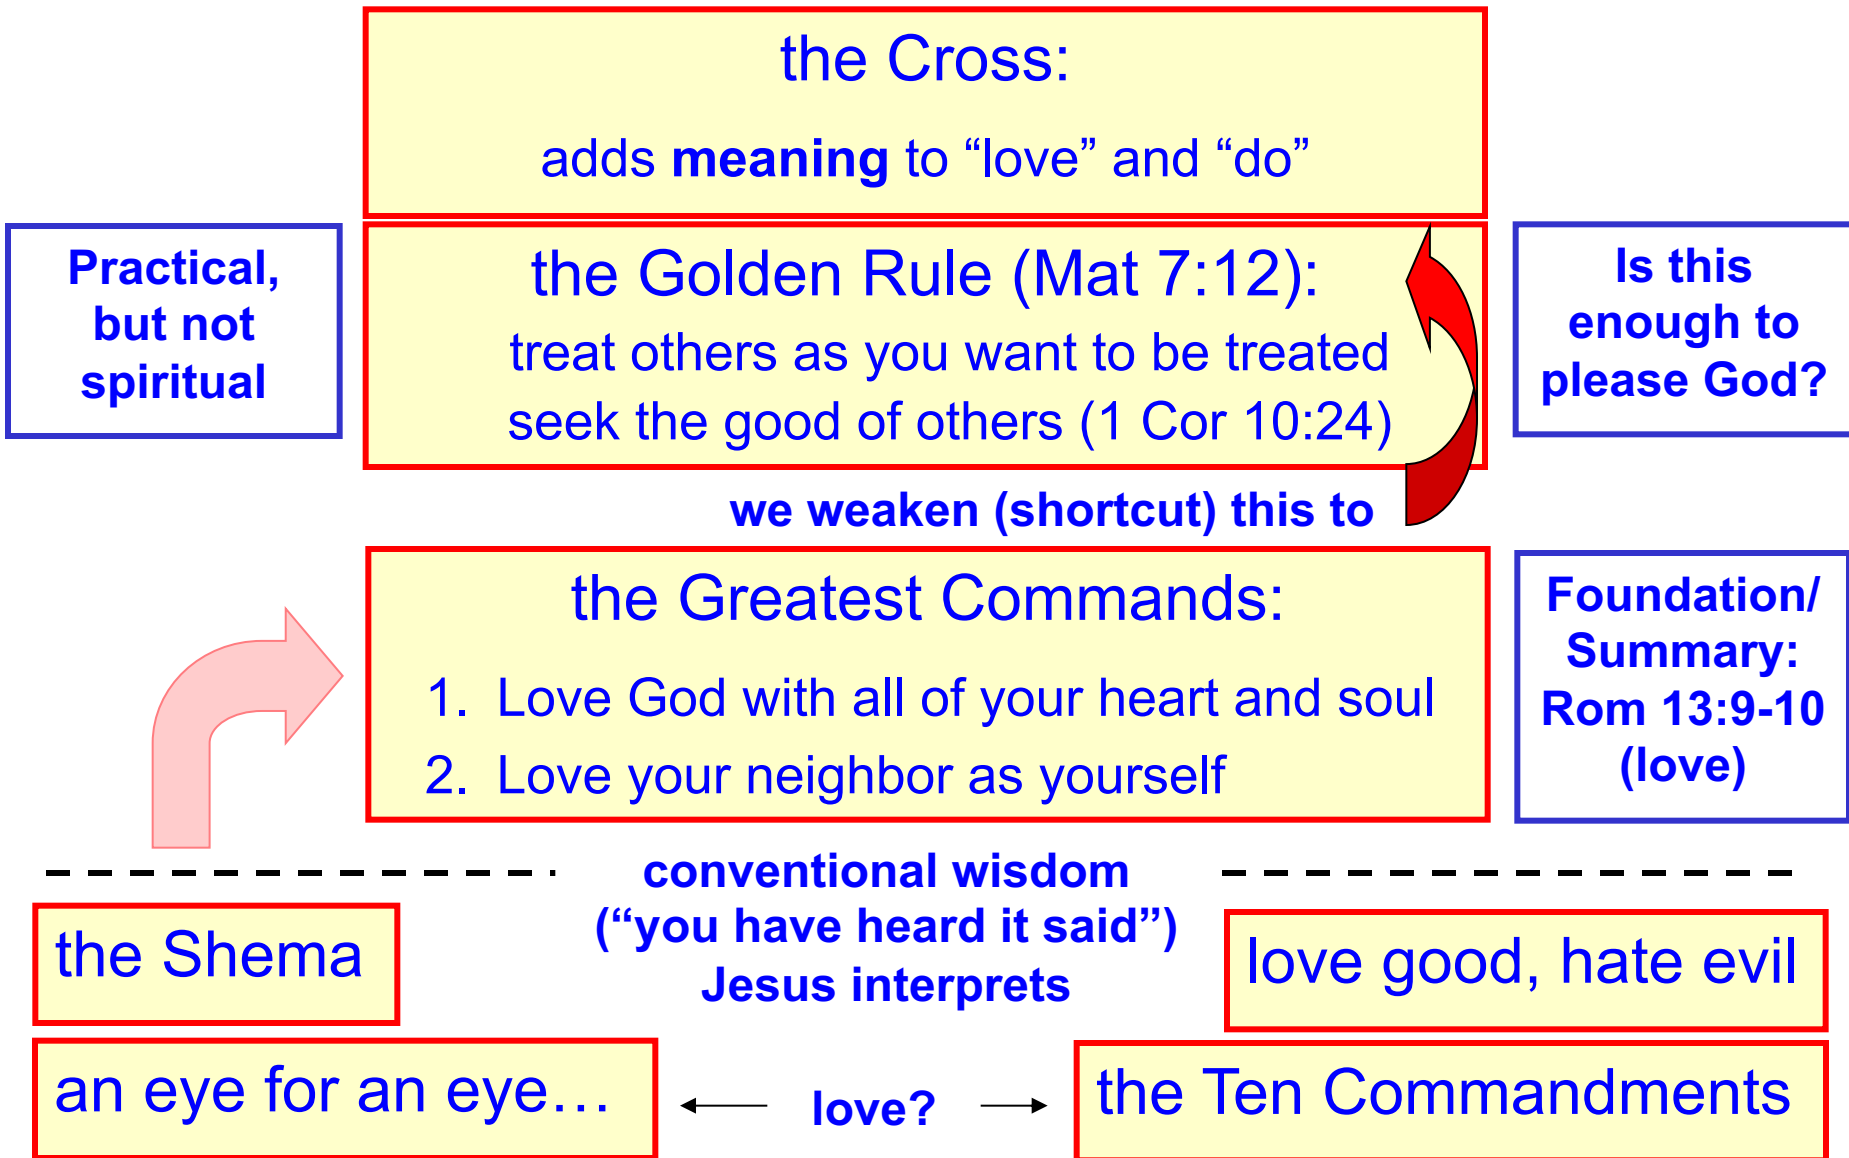 the Cross:
adds meaning to “love” and “do”
Practical,
but not
spiritual
the Golden Rule (Mat 7:12):
treat others as you want to be treated
seek the good of others (1 Cor 10:24)
Is this
enough to
please God?
we weaken (shortcut) this to
the Greatest Commands:
1. Love God with all of your heart and soul
2. Love your neighbor as yourself
Foundation/
Summary:
Rom 13:9-10
(love)
conventional wisdom
(“you have heard it said”)
Jesus interprets
the Shema
love good, hate evil
an eye for an eye…
love?
the Ten Commandments